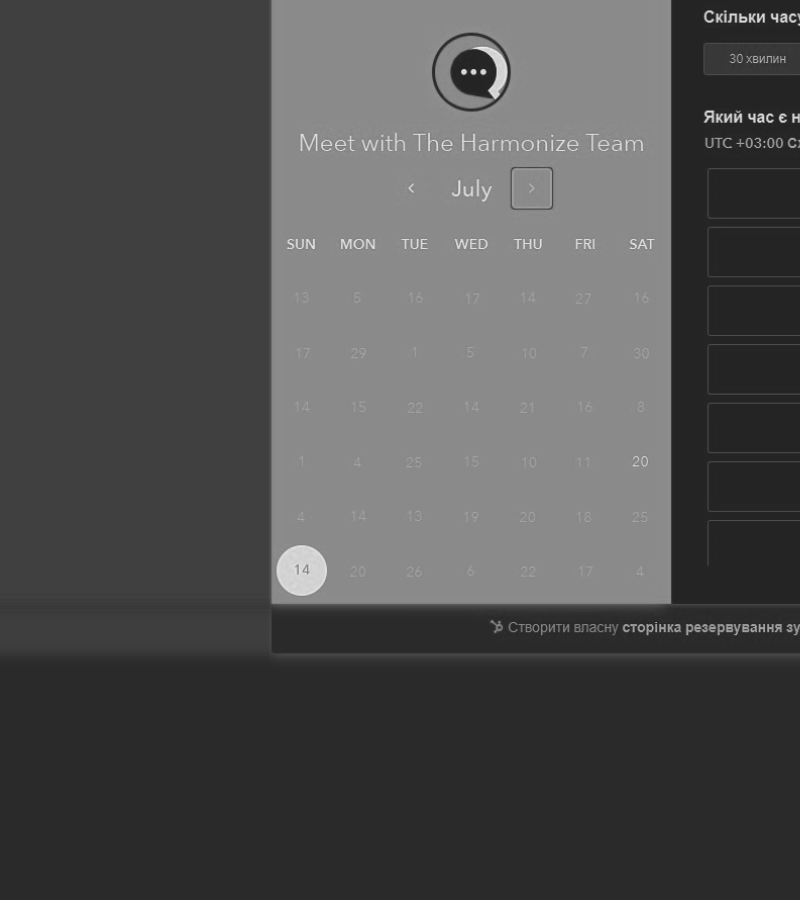 Скільки часу
30 хвилин
Meet with The Harmonize Team
July
Який час є н
UTC +03:00 Сх
SUN MON TUE WED THU FRI SAT
13 5 16 17 14 27 16
17 29 1 5 10 7 30
14 15 22 14 21 16 8
1 4 25 15 10 11 20
4 14 13 19 20 18 25
14 20 26 6 22 17 4
Створити власну сторінка резервування зу